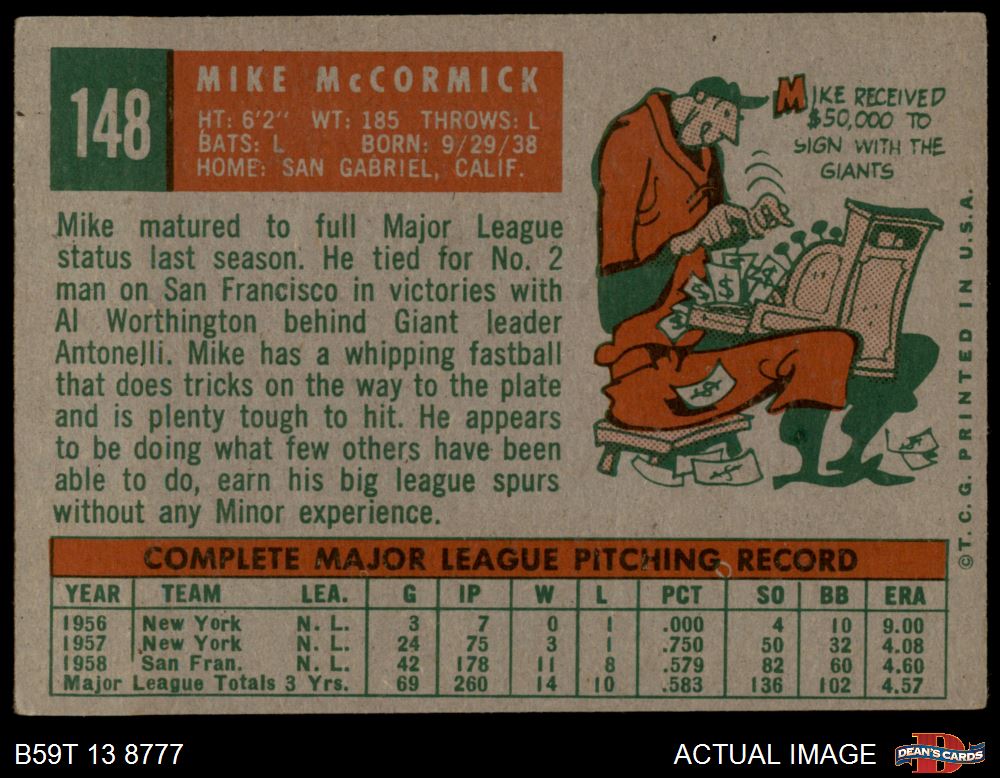 148
MIKE McCORMICK
HT: 6'2" WT: 185 THROWS: L
BATS: L BORN: 9/29/38
HOME: SAN GABRIEL, CALIF.
MIKE RECEIVED
$50,000 TO
SIGN WITH THE
GIANTS
Mike matured to full Major League
status last season. He tied for No. 2
man on San Francisco in victories with
Al Worthington behind Giant leader
Antonelli. Mike has a whipping fastball
that does tricks on the way to the plate
and is plenty tough to hit. He appears
to be doing what few others have been
able to do, earn his big league spurs
without any Minor experience.
©T. C. G. PRINTED IN U.S.A.
COMPLETE MAJOR LEAGUE PITCHING RECORD
YEAR TEAM LEA. G IP W L PCT SO BB ERA
1956 New York N. L. 3 7 0 1 .000 4 10 9.00
1957 New York N. L. 24 75 3 1 .750 50 32 4.08
1958 San Fran. N. L. 42 178 11 8 .579 82 60 4.60
Major League Totals 3 Yrs. 69 260 14 10 .583 136 102 4.57
B59T 13 8777
ACTUAL IMAGE
DEAN'S CARDS